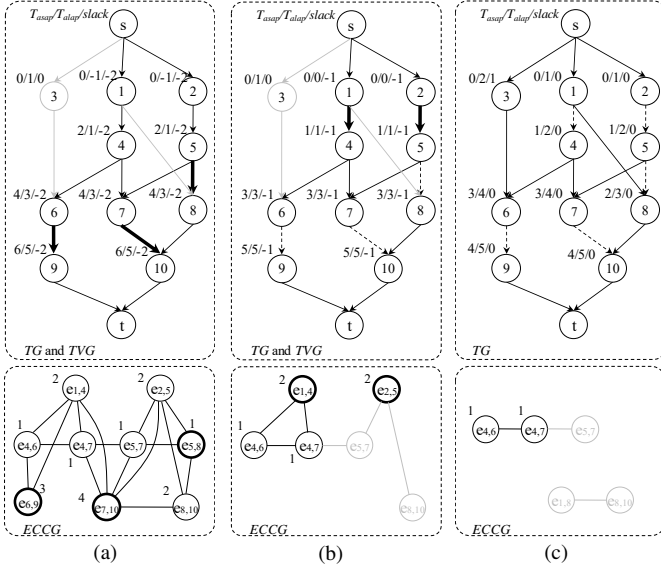 T_asap/T_alap/slack
s
0/1/0
0/-1/-2
0/-1/-2
3
1
2
2/1/-2
2/1/-2
4
5
4/3/-2
4/3/-2
4/3/-2
6
7
8
6/5/-2
6/5/-2
9
10
t
TG and TVG
2
2
e1,4
e2,5
1
1
1
e4,6
e4,7
e5,7
e5,8
1
3
4
2
e6,9
e7,10
e8,10
ECCG
(a)
T_asap/T_alap/slack
s
0/1/0
0/0/-1
0/0/-1
3
1
2
1/1/-1
1/1/-1
4
5
3/3/-1
3/3/-1
3/3/-1
6
7
8
5/5/-1
5/5/-1
9
10
t
TG and TVG
2
2
e1,4
e2,5
1
e4,6
e4,7
e5,7
1
e8,10
ECCG
(b)
T_asap/T_alap/slack
s
0/2/1
0/1/0
0/1/0
3
1
2
1/2/0
1/2/0
4
5
3/4/0
3/4/0
2/3/0
6
7
8
4/5/0
4/5/0
9
10
t
TG
1
1
e4,6
e4,7
e5,7
e1,8
e8,10
ECCG
(c)